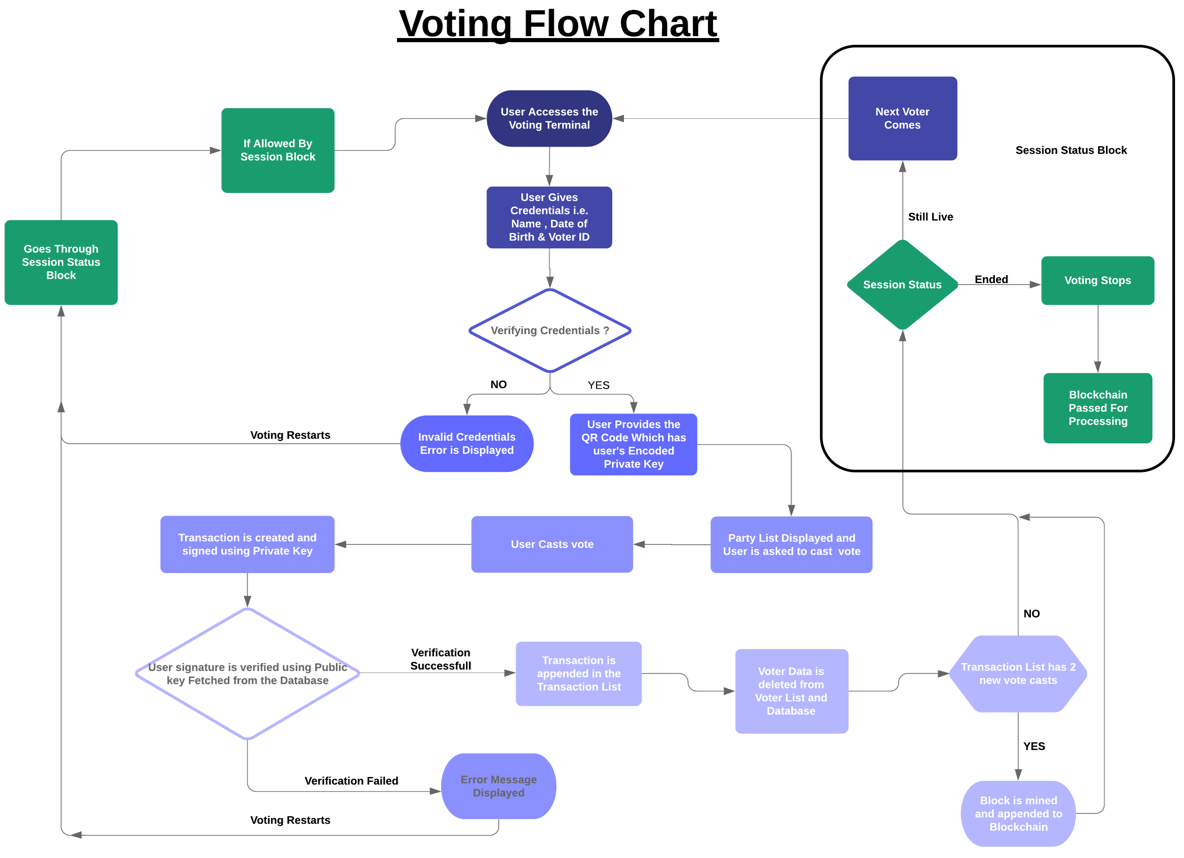 Voting Flow Chart
User Accesses the
Voting Terminal
Next Voter
Comes
Session Status Block
If Allowed By
Session Block
User Gives
Credentials i.e.
Name , Date of
Birth & Voter ID
Still Live
Goes Through
Session Status
Block
Session Status
Ended
Voting Stops
Verifying Credentials ?
NO
YES
Blockchain
Passed For
Processing
Voting Restarts
Invalid Credentials
Error is Displayed
User Provides the
QR Code Which has
user's Encoded
Private Key
Transaction is created and
signed using Private Key
User Casts vote
Party List Displayed and
User is asked to cast  vote
NO
User signature is verified using Public
key Fetched from the Database
Verification
Successfull
Transaction is
appended in the
Transaction List
Voter Data is
deleted from
Voter List and
Database
Transaction List has 2
new vote casts
YES
Verification Failed
Error Message
Displayed
Block is mined
and appended to
Blockchain
Voting Restarts